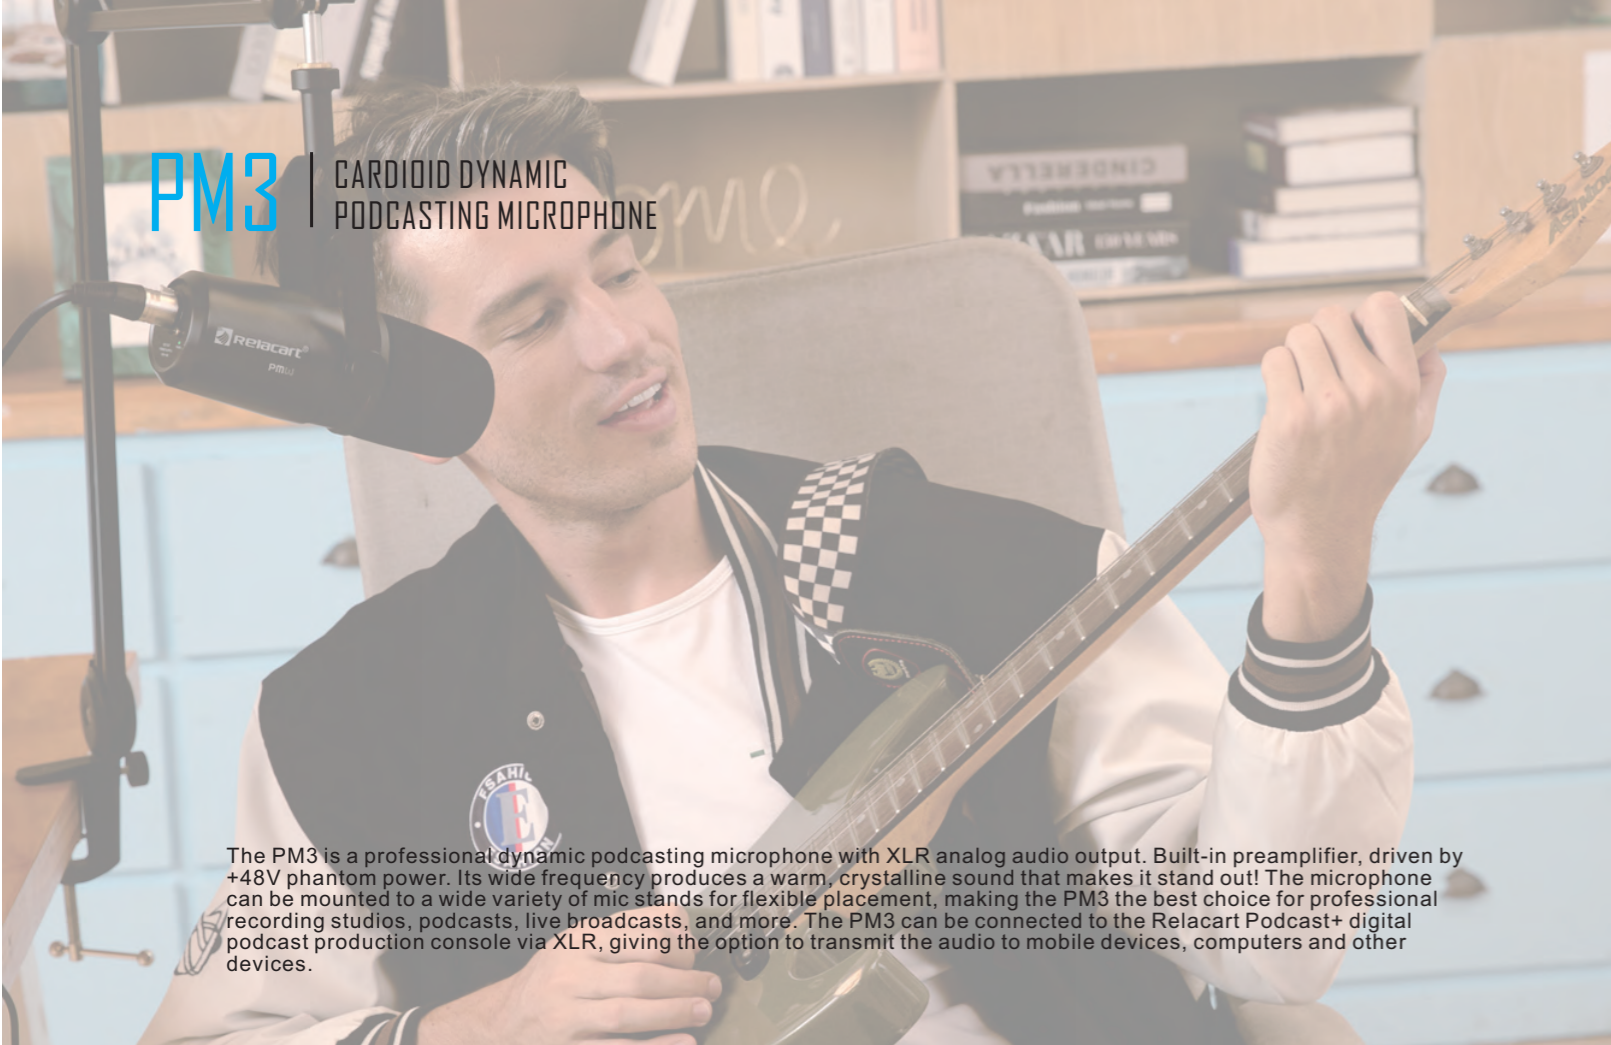 PM3
CARDIOID DYNAMIC
PODCASTING MICROPHONE
CINDERELLA
Relacart
The PM3 is a professional dynamic podcasting microphone with XLR analog audio output. Built-in preamplifier, driven by
+48V phantom power. Its wide frequency produces a warm, crystalline sound that makes it stand out! The microphone
can be mounted to a wide variety of mic stands for flexible placement, making the PM3 the best choice for professional
recording studios, podcasts, live broadcasts, and more. The PM3 can be connected to the Relacart Podcast+ digital
podcast production console via XLR, giving the option to transmit the audio to mobile devices, computers and other
devices.